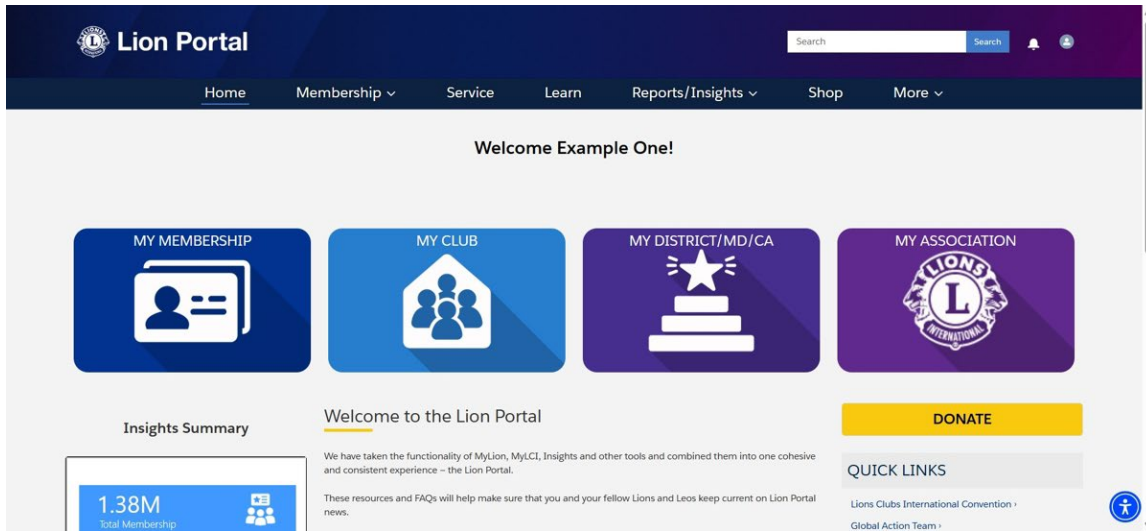 Lion Portal
Search
Search
Home
Membership
Service
Learn
Reports/Insights
Shop
More
Welcome Example One!
MY MEMBERSHIP
MY CLUB
MY DISTRICT/MD/CA
MY ASSOCIATION
LIONS
L
INTERNATIONAL
Insights Summary
1.38M
Total Membership
Welcome to the Lion Portal
We have taken the functionality of MyLion, MyLCI, Insights and other tools and combined them into one cohesive
and consistent experience – the Lion Portal.
These resources and FAQs will help make sure that you and your fellow Lions and Leos keep current on Lion Portal
news.
DONATE
QUICK LINKS
Lions Clubs International Convention ›
Global Action Team ›